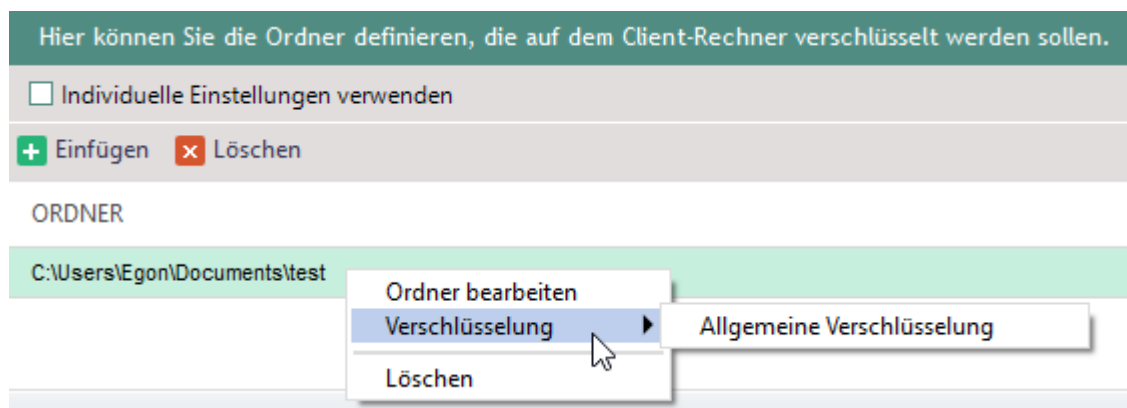 Hier können Sie die Ordner definieren, die auf dem Client-Rechner verschlüsselt werden sollen.
Individuelle Einstellungen verwenden
Einfügen Löschen
ORDNER
C:\Users\Egon\Documents\test
Ordner bearbeiten
Verschlüsselung Allgemeine Verschlüsselung
Löschen